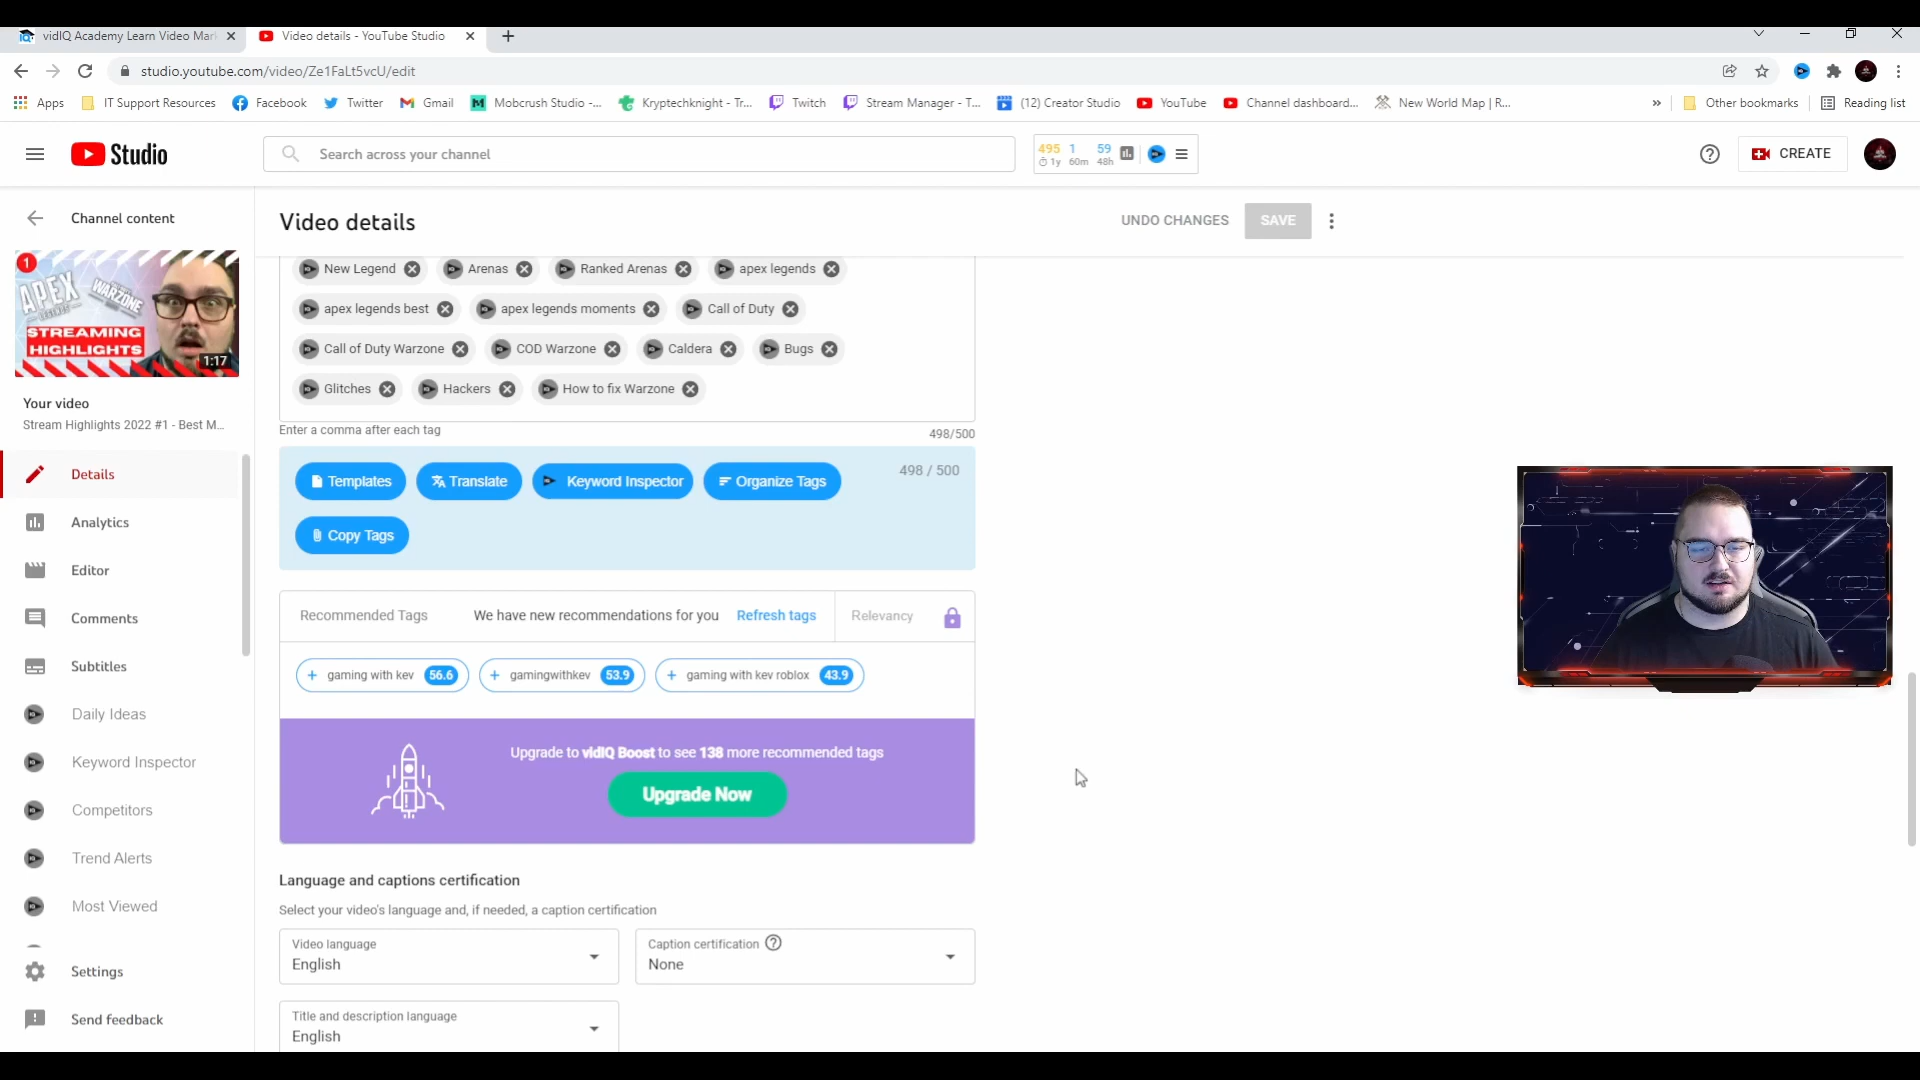 vidIQ Academy Learn Video Mar
Video details - YouTube Studio
studio.youtube.com/video/Ze1FaLt5vcU/edit
Apps
IT Support Resources
Facebook
Twitter
Gmail
Mobcrush Studio -...
Kryptechknight - Tr...
Twitch
Stream Manager - T...
(12) Creator Studio
YouTube
Channel dashboard...
New World Map | R...
»
Other bookmarks
Reading list
Studio
Search across your channel
495 1 59
1y 60m 48h
CREATE
Channel content
Video details
UNDO CHANGES
SAVE
1
APEX
LEGENDS
WARZONE
STREAMING
HIGHLIGHTS
1:17
Your video
Stream Highlights 2022 #1 - Best M...
Details
Analytics
Editor
Comments
Subtitles
Daily Ideas
Keyword Inspector
Competitors
Trend Alerts
Most Viewed
Settings
Send feedback
New Legend Arenas Ranked Arenas apex legends
apex legends best apex legends moments Call of Duty
Call of Duty Warzone COD Warzone Caldera Bugs
Glitches Hackers How to fix Warzone
Enter a comma after each tag
498/500
Templates Translate Keyword Inspector Organize Tags
498 / 500
Copy Tags
Recommended Tags We have new recommendations for you Refresh tags Relevancy
+ gaming with kev 56.6 + gamingwithkev 53.9 + gaming with kev roblox 43.9
Upgrade to vidIQ Boost to see 138 more recommended tags
Upgrade Now
Language and captions certification
Select your video's language and, if needed, a caption certification
Video language
English
Caption certification
None
Title and description language
English